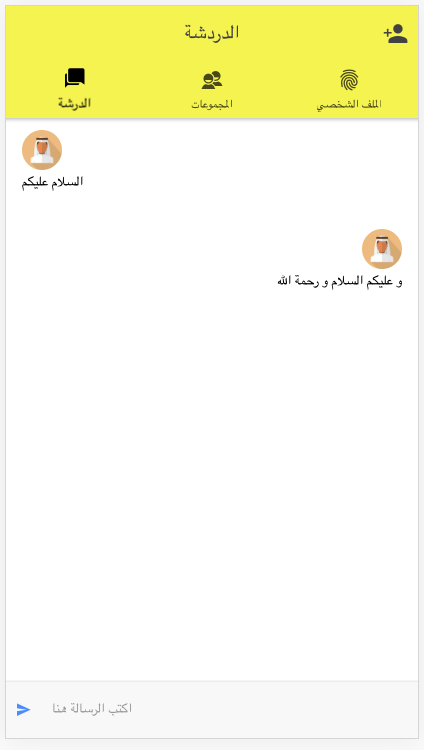 الدردشة
الملف الشخصي
المجموعات
الدرشة
السلام عليكم
و عليكم السلام و رحمة الله
اكتب الرسالة هنا